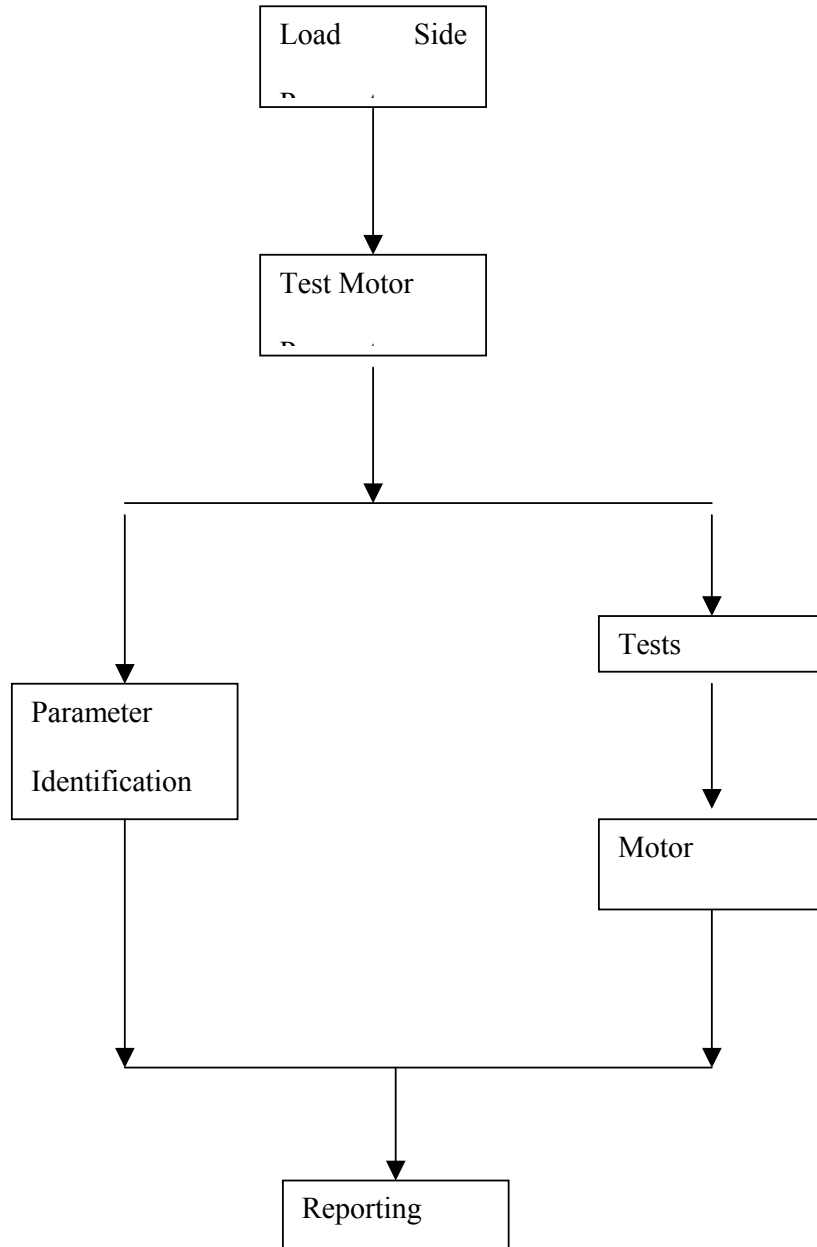 Load Side
Test Motor
Tests
Parameter
Identification
Motor
Reporting